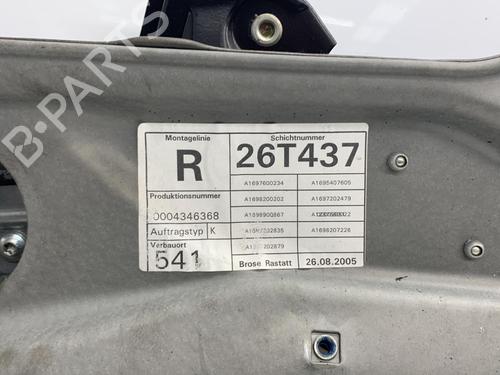 Montagelinie
Schichtnummer
R
26T437
Produktionsnummer
0004346368
Auftragstyp K
Verbauort
541
A1697600234
A1695407605
A1698200202
A1697202479
A1698900867
A1698207226
Brose Rastatt
26.08.2005
B-PARTS